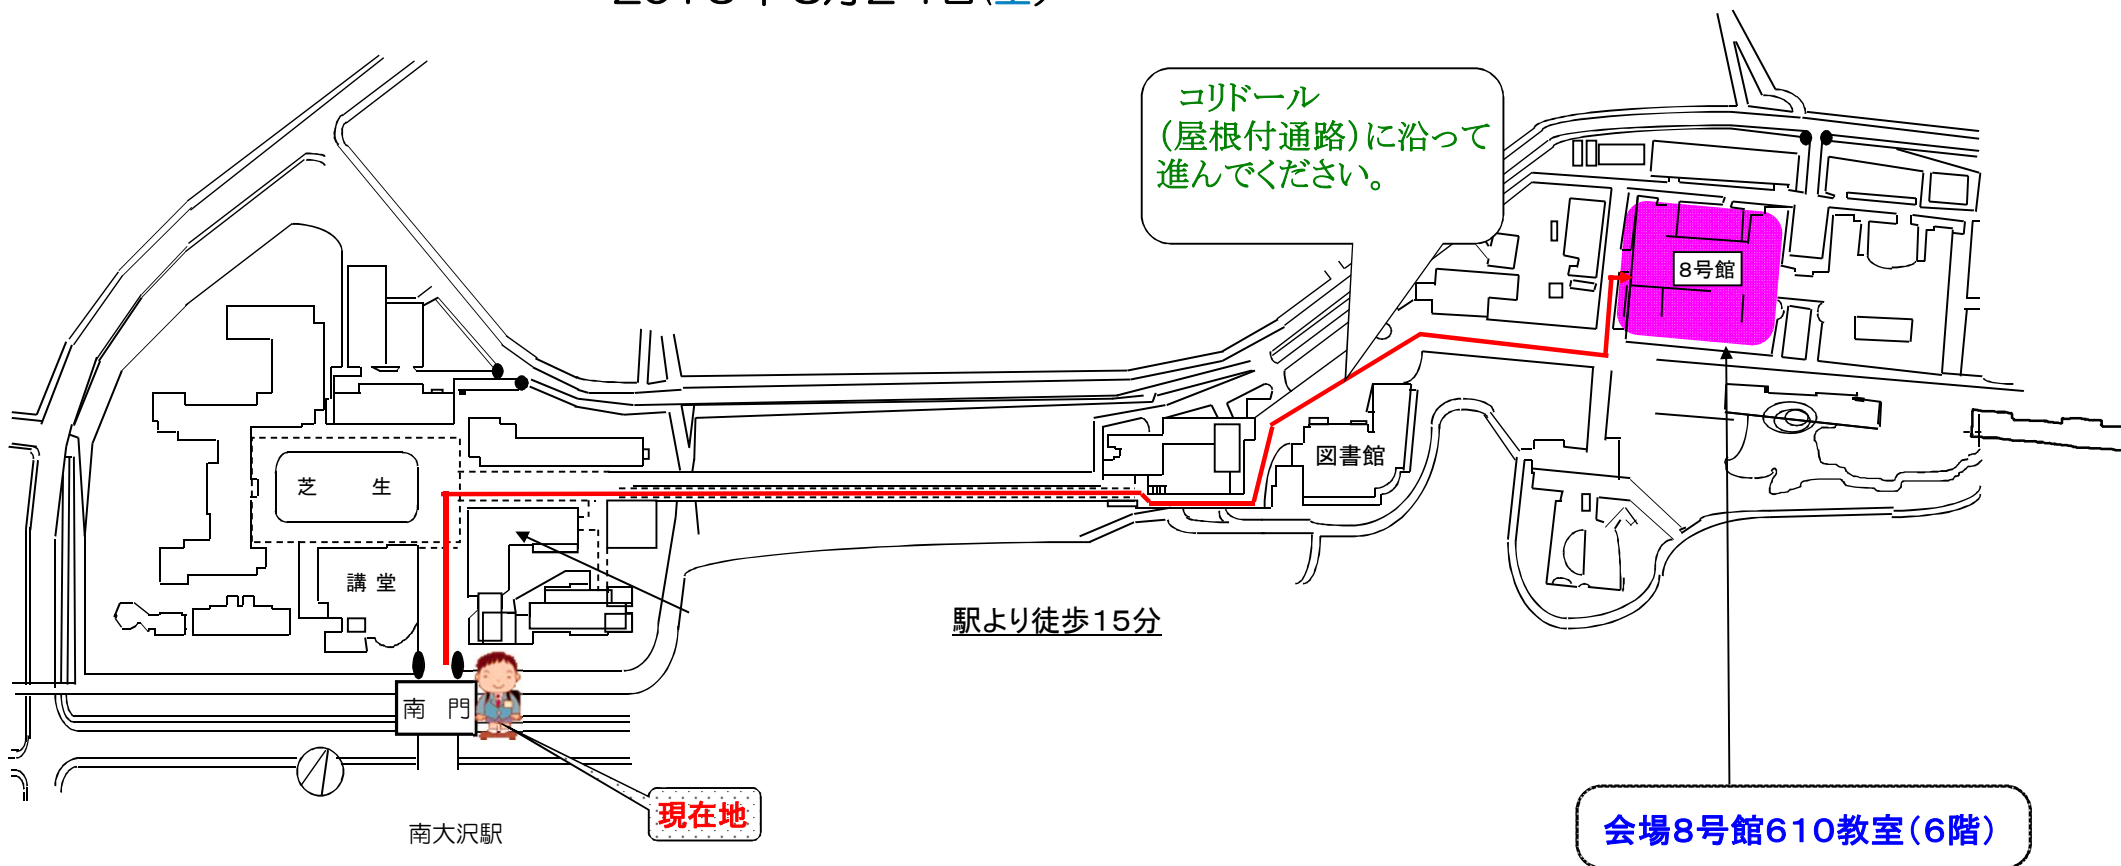 コリドール
（屋根付通路）に沿って
進んでください。
8号館
図書館
芝　生
講 堂
駅より徒歩15分
南　門
現在地
南大沢駅
会場8号館610教室（6階）